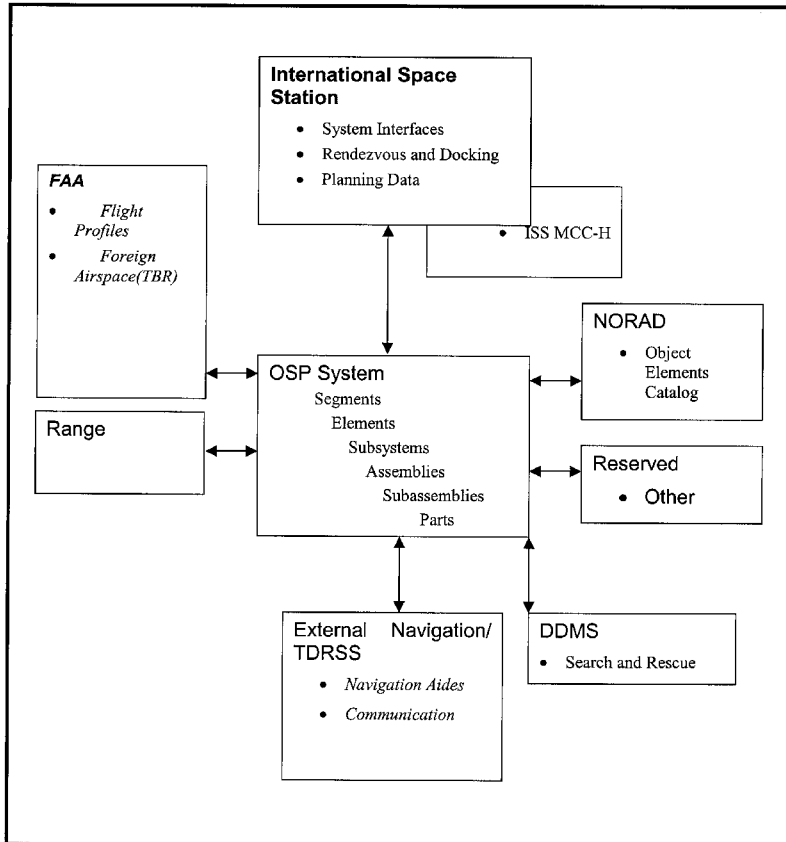 International Space
Station
• System Interfaces
• Rendezvous and Docking
• Planning Data
• ISS MCC-H
FAA
• Flight
Profiles
• Foreign
Airspace(TBR)
NORAD
• Object
Elements
Catalog
OSP System
Segments
Elements
Subsystems
Assemblies
Subassemblies
Parts
Range
Reserved
• Other
External Navigation/
TDRSS
• Navigation Aides
• Communication
DDMS
• Search and Rescue